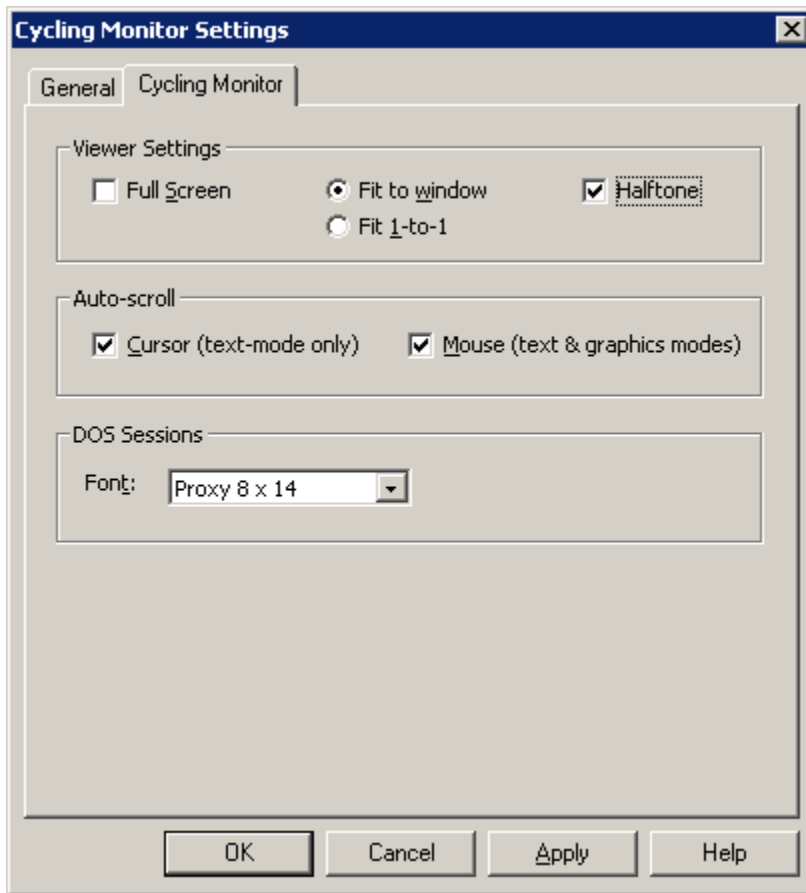 Cycling Monitor Settings
General Cycling Monitor
Viewer Settings
Full Screen Fit to window Halftone
Fit 1-to-1
Auto-scroll
Cursor (text-mode only) Mouse (text & graphics modes)
DOS Sessions
Font: Proxy 8 x 14
OK Cancel Apply Help